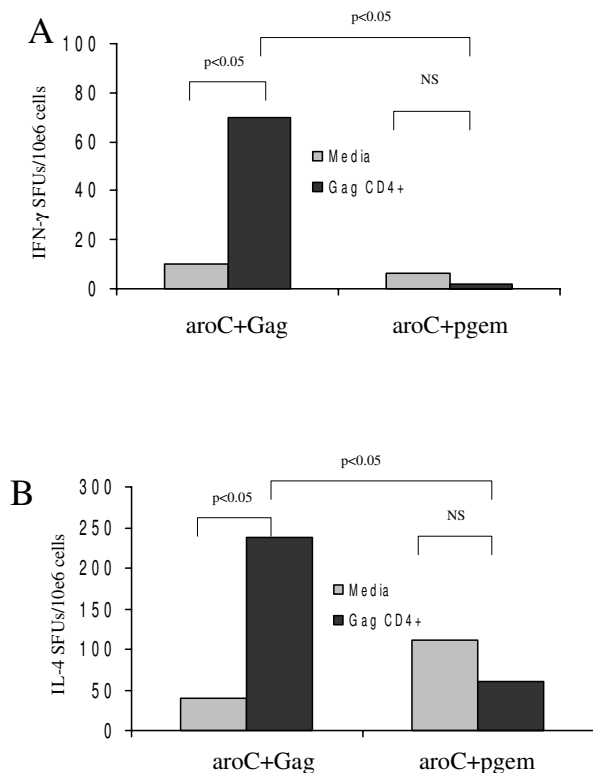 A
p<0.05
p<0.05
NS
IFN-γ SFUs/10e6 cells
100
80
60
40
20
0
Media
Gag CD4+
aroC+Gag
aroC+pgem
B
p<0.05
p<0.05
NS
IL-4 SFUs/10e6 cells
300
250
200
150
100
50
0
Media
Gag CD4+
aroC+Gag
aroC+pgem